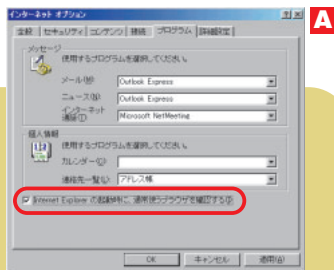 インターネット オプション
A
全般 セキュリティ コンテンツ 接続 プログラム 詳細設定
メッセージ
使用するプログラムを選択してください。
メール(M) Outlook Express
ニュース(N) Outlook Express
インターネット
通話(I) Microsoft NetMeeting
個人情報
使用するプログラムを選択してください。
カレンダー(C)
連絡先一覧(L) アドレス帳
Internet Explorer の起動時に、通常使うブラウザを確認する(I)
OK キャンセル 適用(A)